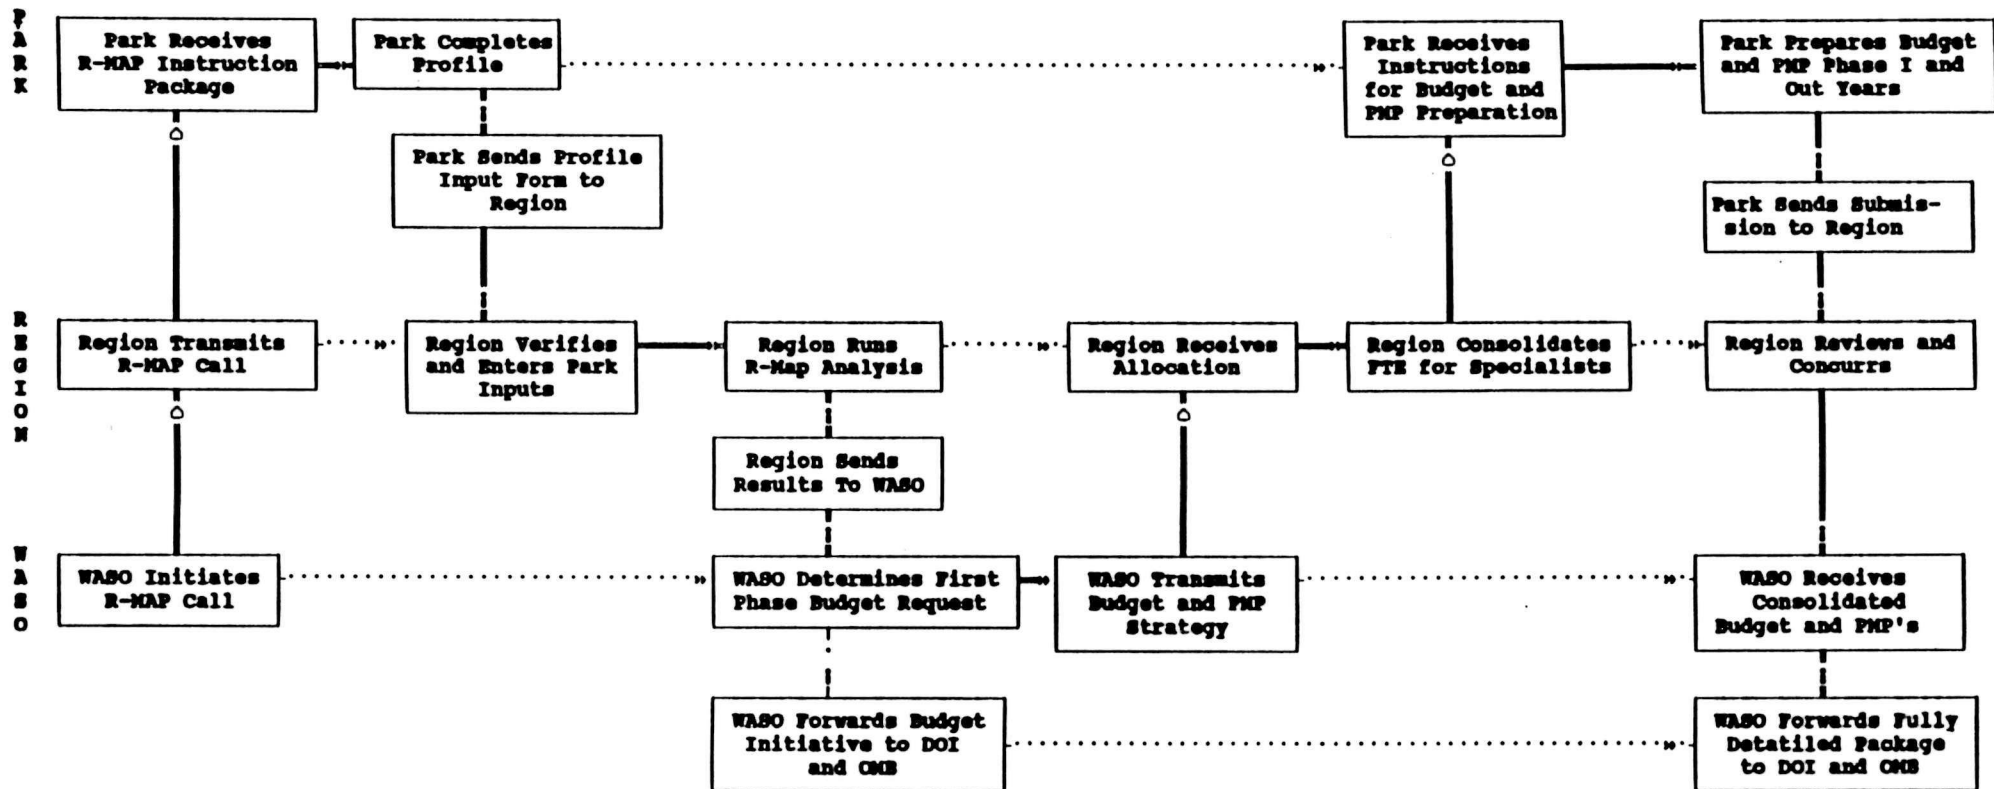 PARK
Park Receives
R-MAP Instruction
Package
Park Completes
Profile
Park Receives
Instructions
for Budget and
PMP Preparation
Park Prepares Budget
and PMP Phase I and
Out Years
Park Sends Profile
Input Form to
Region
Park Sends Submis-
sion to Region
REGION
Region Transmits
R-MAP Call
Region Verifies
and Enters Park
Inputs
Region Runs
R-Map Analysis
Region Receives
Allocation
Region Consolidates
FTE for Specialists
Region Reviews and
Concurrs
Region Sends
Results To WASO
WASO
WASO Initiates
R-MAP Call
WASO Determines First
Phase Budget Request
WASO Transmits
Budget and PMP
Strategy
WASO Receives
Consolidated
Budget and PMP's
WASO Forwards Budget
Initiative to DOI
and OMB
WASO Forwards Fully
Detatiled Package
to DOI and OMB